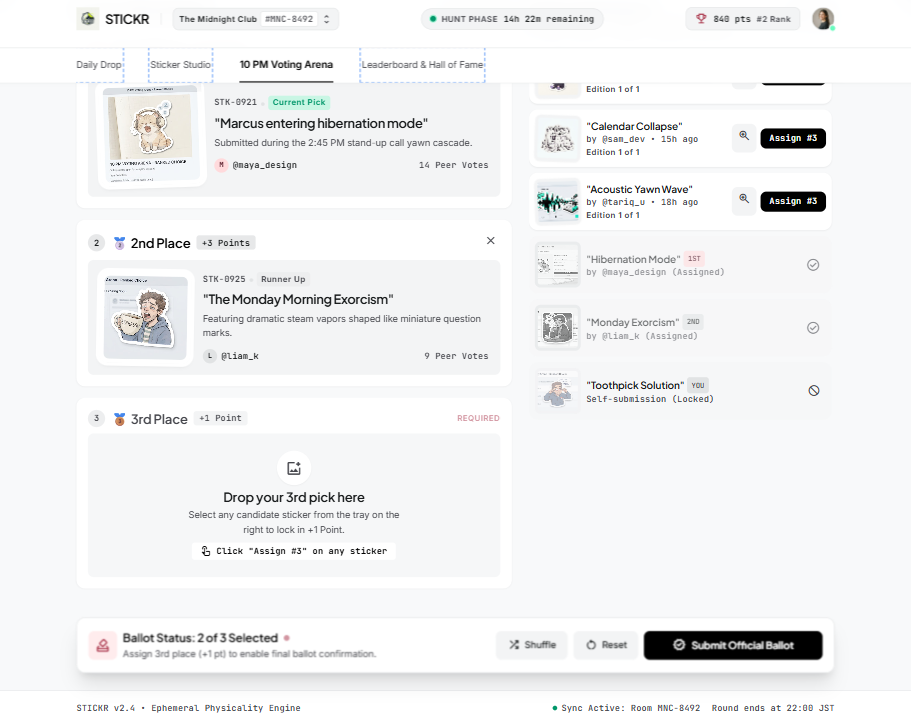 STICKR
The Midnight Club #MNC-8492
HUNT PHASE 14h 22m remaining
840 pts #2 Rank
Daily Drop
Sticker Studio
10 PM Voting Arena
Leaderboard & Hall of Fame
STK-0921 Current Pick
"Marcus entering hibernation mode"
Submitted during the 2:45 PM stand-up call yawn cascade.
M @maya_design
14 Peer Votes
2 2nd Place +3 Points
STK-0925 Runner Up
"The Monday Morning Exorcism"
Featuring dramatic steam vapors shaped like miniature question
marks.
L @liam_k
9 Peer Votes
3 3rd Place +1 Point
REQUIRED
Drop your 3rd pick here
Select any candidate sticker from the tray on the
right to lock in +1 Point.
Click "Assign #3" on any sticker
Edition 1 of 1
"Calendar Collapse"
by @sam_dev • 15h ago
Edition 1 of 1
Assign #3
"Acoustic Yawn Wave"
by @tariq_u • 18h ago
Edition 1 of 1
Assign #3
"Hibernation Mode" 1ST
by @maya_design (Assigned)
"Monday Exorcism" 2ND
by @liam_k (Assigned)
"Toothpick Solution" YOU
Self-submission (Locked)
Ballot Status: 2 of 3 Selected
Assign 3rd place (+1 pt) to enable final ballot confirmation.
Shuffle
Reset
Submit Official Ballot
STICKR v2.4 • Ephemeral Physicality Engine
Sync Active: Room MNC-8492 Round ends at 22:00 JST